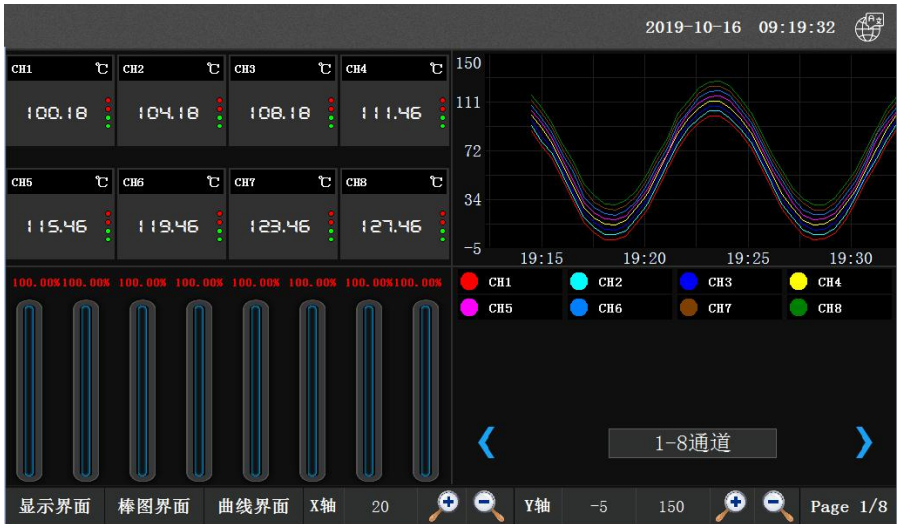 2019-10-16 09:19:32
CH1 ℃ CH2 ℃ CH3 ℃ CH4 ℃
100.18 104.18 108.18 111.46
CH5 ℃ CH6 ℃ CH7 ℃ CH8 ℃
115.46 119.46 123.46 127.46
150
111
72
34
-5
19:15 19:20 19:25 19:30
100.00% 100.00% 100.00% 100.00% 100.00% 100.00% 100.00% 100.00%
CH1 CH2 CH3 CH4
CH5 CH6 CH7 CH8
1-8通道
显示界面 棒图界面 曲线界面 X轴 20 Y轴 -5 150 Page 1/8